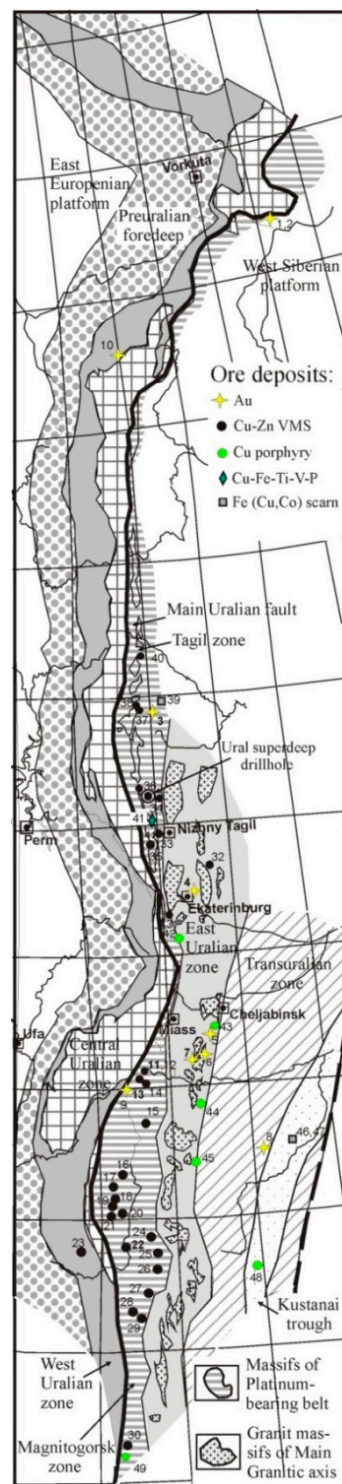 East
Europenian
platform
Vorkuta
Preuralian
foredeep
1,2
West Siberian
platform
10
Ore deposits:
Au
Cu-Zn VMS
Cu porphyry
Cu-Fe-Ti-V-P
Fe (Cu,Co) scarn
Main Uralian fault
Tagil zone
40
39
37
3
Ural superdeep
drillhole
41
Perm
33
Nizhny Tagil
32
4
Ekaterinburg
East
Uralian
zone
Transuralian
zone
Cheljabinsk
43
Miass
Ufa
Central
Uralian
zone
11
7
6
13
14
9
44
15
8
46,47
45
16
17
18
19
20
21
24
22
23
25
26
48
27
28
29
Kustanai
trough
West
Uralian
zone
Massifs of
Platinum-
bearing belt
Magnitogorsk
zone
30
49
Granit mas-
sifs of Main
Granitic axis